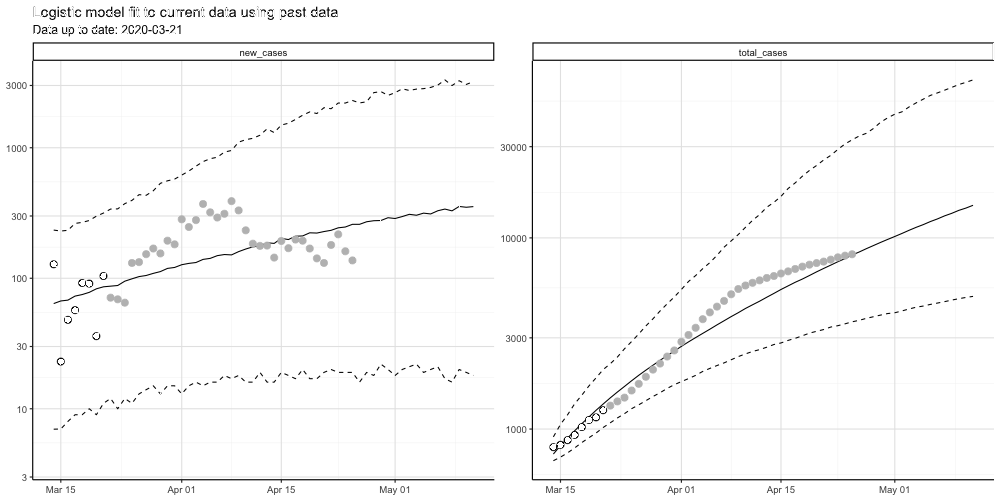 Logistic model fit to current data using past data
Data up to date: 2020-03-21
new_cases
total_cases
3000
1000
300
100
30
10
3
30000
10000
3000
1000
Mar 15
Apr 01
Apr 15
May 01
Mar 15
Apr 01
Apr 15
May 01